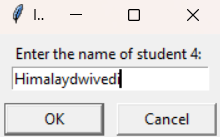 I..
Enter the name of student 4:
Himalaydwivedi
OK
Cancel